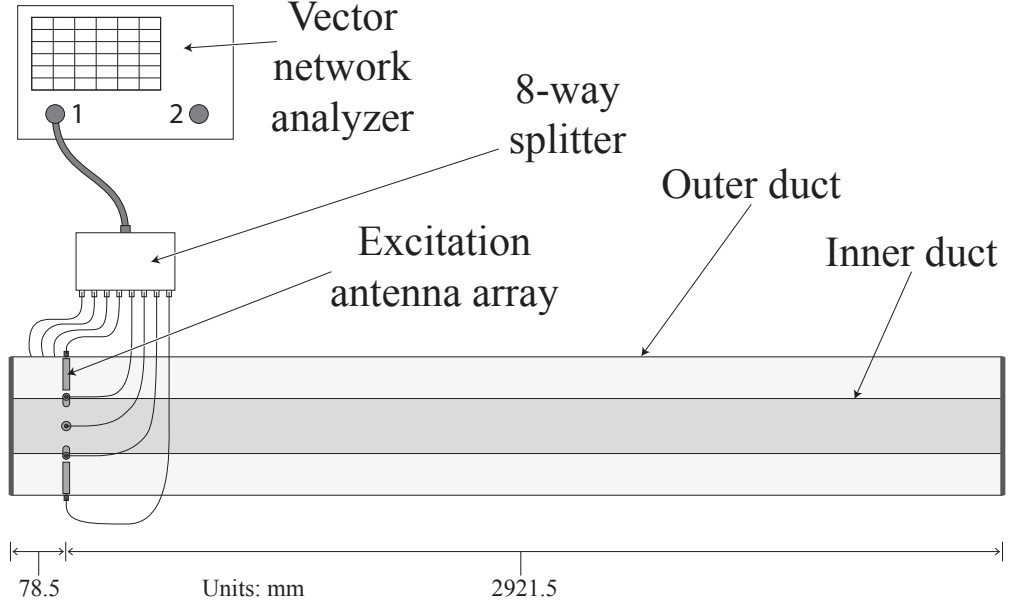 Vector
network
analyzer
1
2
8-way
splitter
Outer duct
Excitation
antenna array
Inner duct
78.5
Units: mm
2921.5